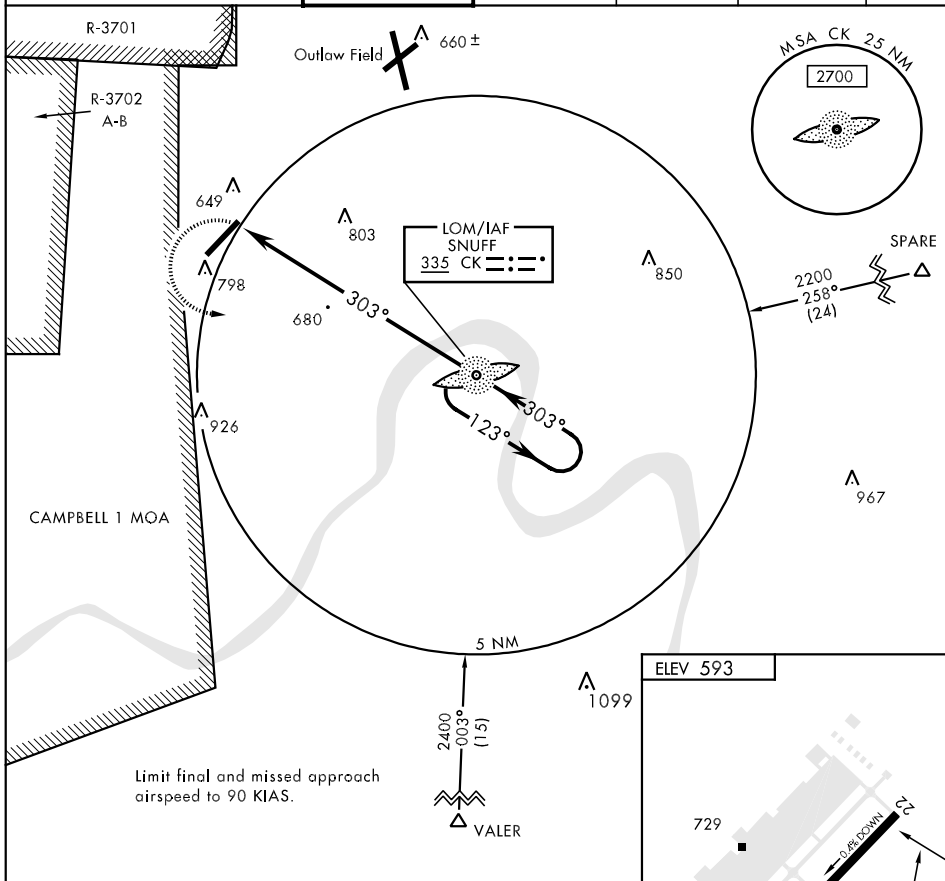 R-3701
Outlaw Field
660 ±
MSA CK 25 NM
2700
R-3702
A-B
649
803
LOM/IAF
SNUFF
335 CK
850
SPARE
2200
258°
(24)
798
680
303°
303°
123°
926
967
CAMPBELL 1 MOA
5 NM
1099
2400
003°
(15)
VALER
Limit final and missed approach
airspeed to 90 KIAS.
ELEV 593
729
0.4% DOWN
22